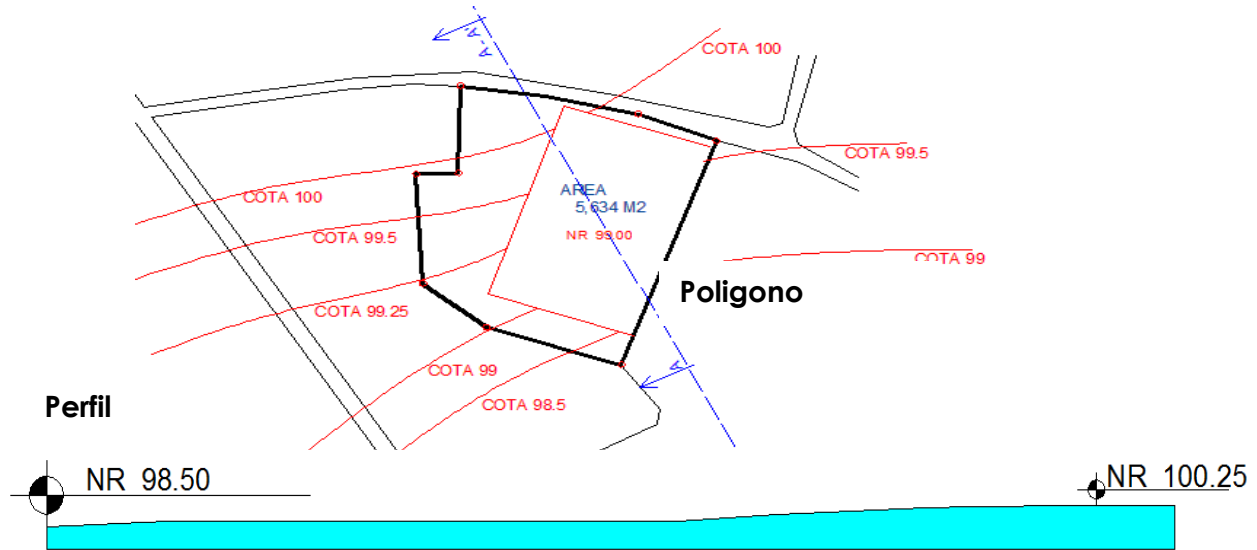 A - A'
COTA 100
COTA 99.5
AREA
5,634 M2
COTA 100
NR 99.00
COTA 99.5
COTA 99
Poligono
COTA 99.25
A
COTA 99
COTA 98.5
Perfil
NR 98.50
NR 100.25